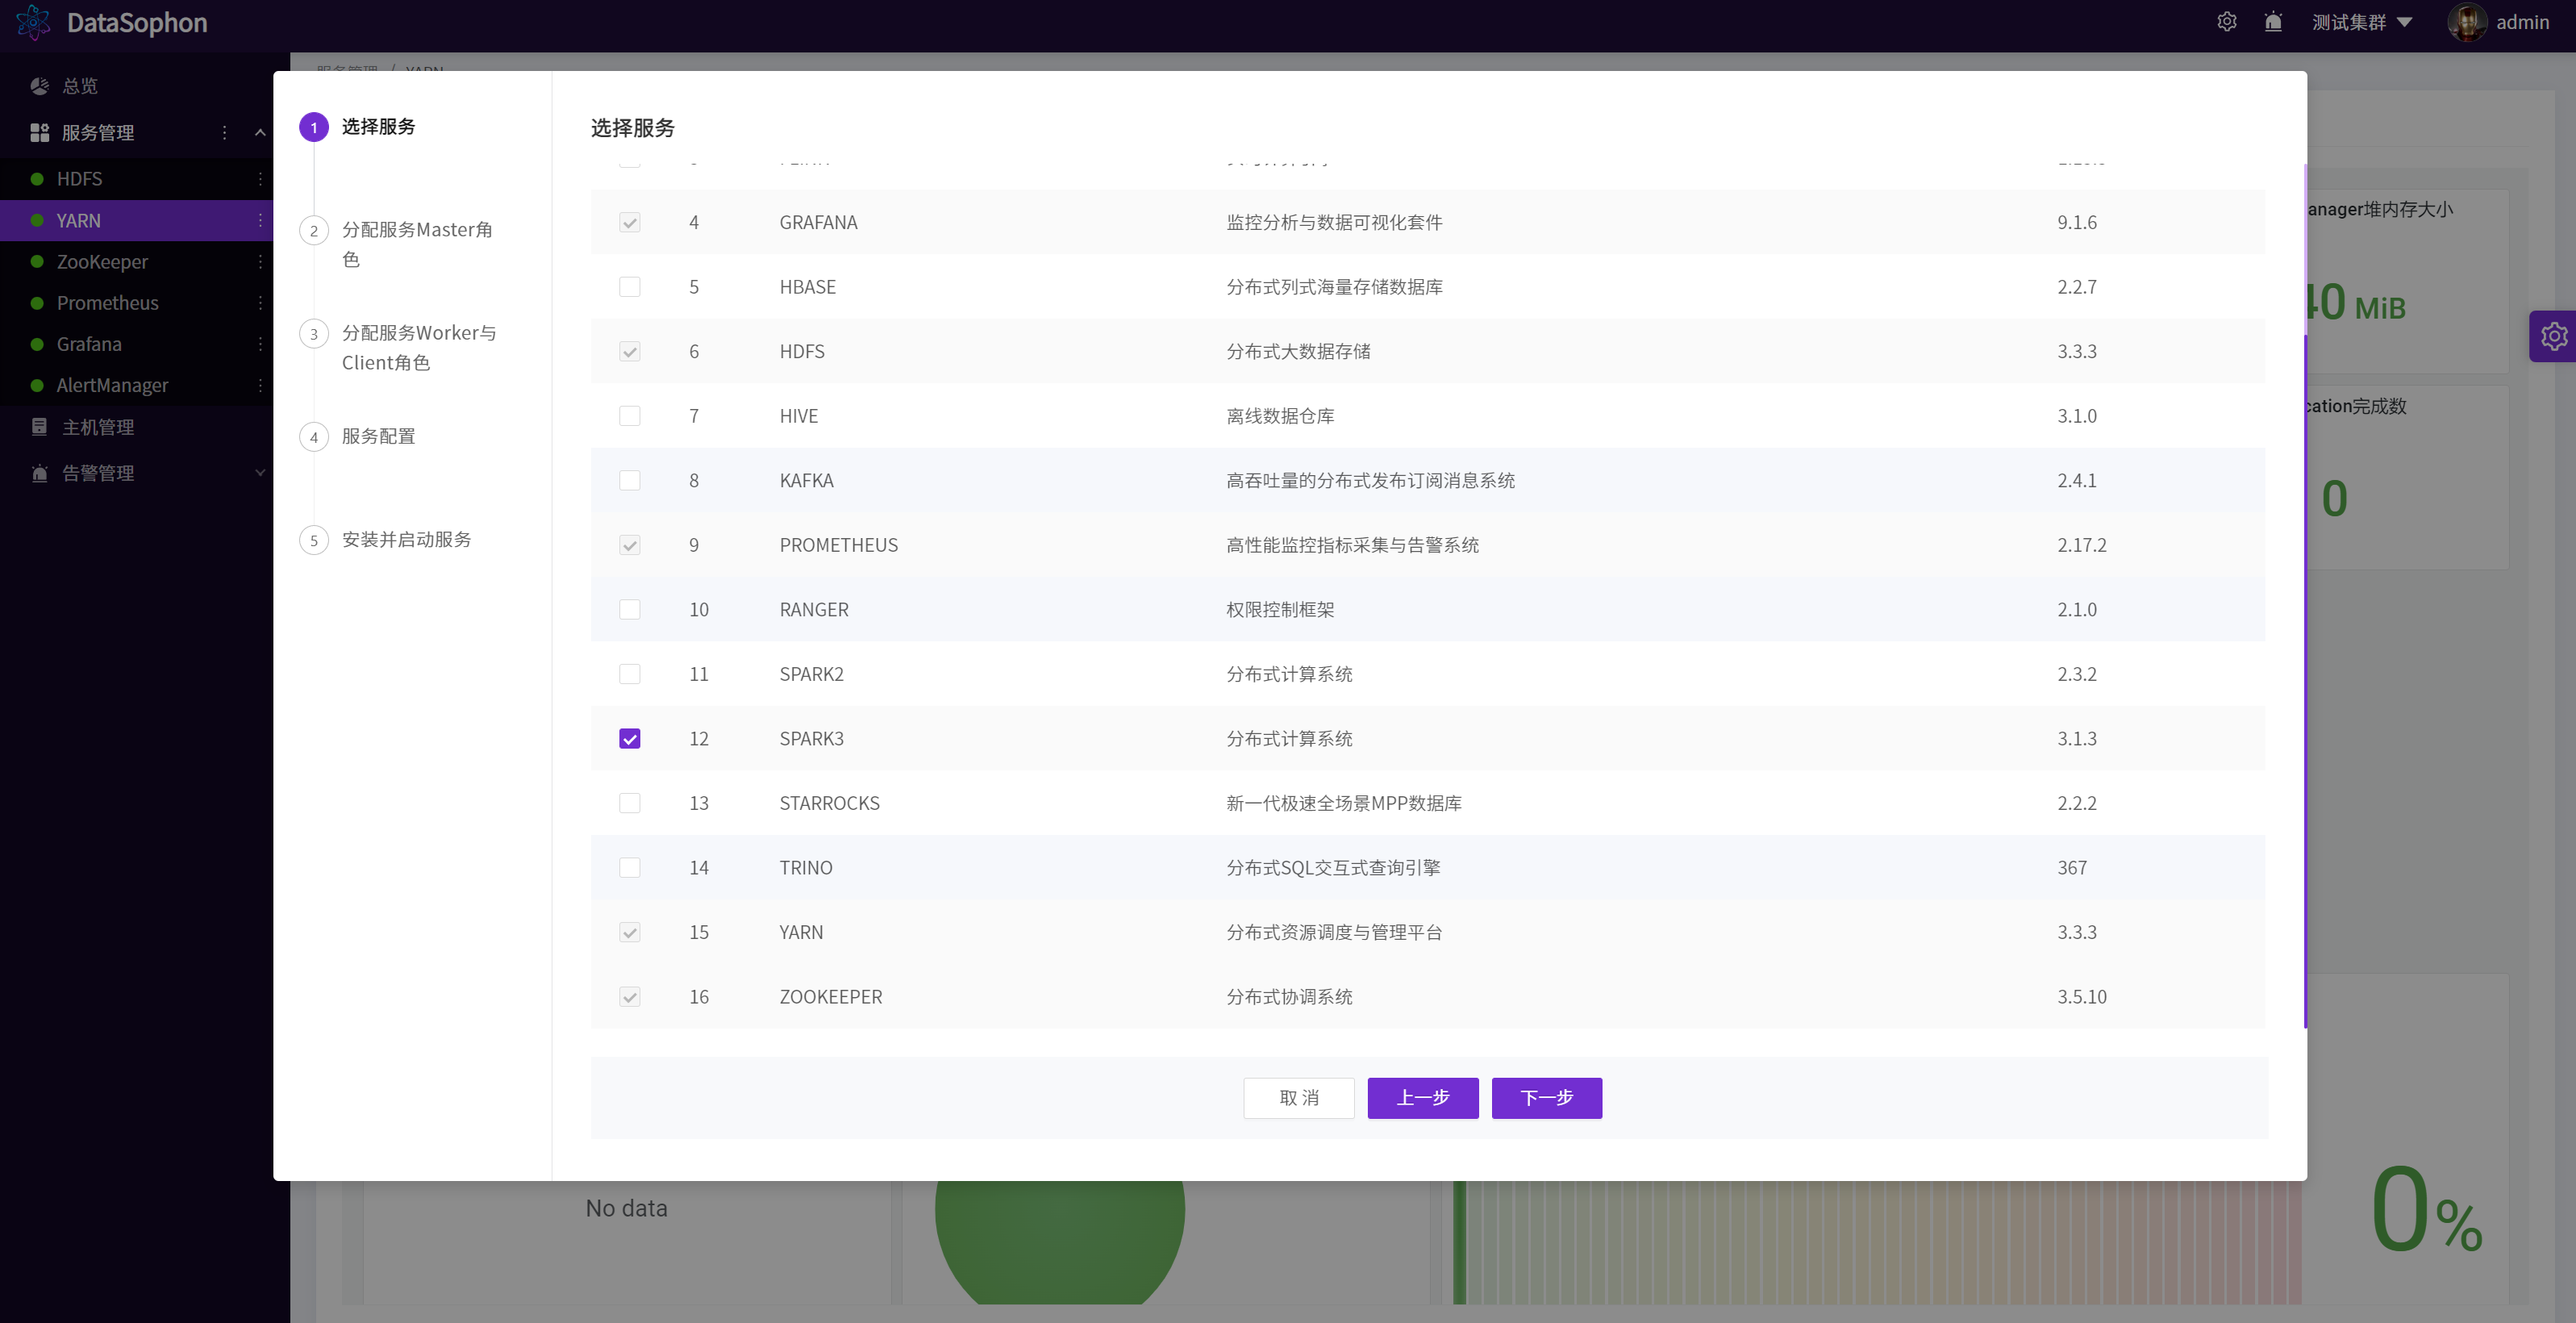 DataSophon
测试集群
admin
总览
服务管理
HDFS
YARN
ZooKeeper
Prometheus
Grafana
AlertManager
主机管理
告警管理
1 选择服务
2 分配服务Master角
色
3 分配服务Worker与
Client角色
4 服务配置
5 安装并启动服务
选择服务
4 GRAFANA 监控分析与数据可视化套件 9.1.6
5 HBASE 分布式列式海量存储数据库 2.2.7
6 HDFS 分布式大数据存储 3.3.3
7 HIVE 离线数据仓库 3.1.0
8 KAFKA 高吞吐量的分布式发布订阅消息系统 2.4.1
9 PROMETHEUS 高性能监控指标采集与告警系统 2.17.2
10 RANGER 权限控制框架 2.1.0
11 SPARK2 分布式计算系统 2.3.2
12 SPARK3 分布式计算系统 3.1.3
13 STARROCKS 新一代极速全场景MPP数据库 2.2.2
14 TRINO 分布式SQL交互式查询引擎 367
15 YARN 分布式资源调度与管理平台 3.3.3
16 ZOOKEEPER 分布式协调系统 3.5.10
取 消
上一步
下一步
anager堆内存大小
40 MiB
cation完成数
0
No data
0%